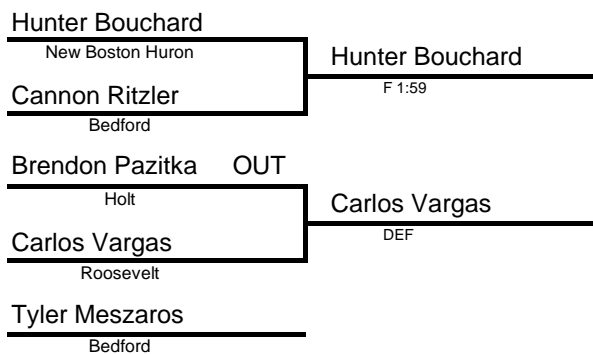 Hunter Bouchard
New Boston Huron
Hunter Bouchard
F 1:59
Cannon Ritzler
Bedford
Brendon Pazitka OUT
Holt
Carlos Vargas
DEF
Carlos Vargas
Roosevelt
Tyler Meszaros
Bedford